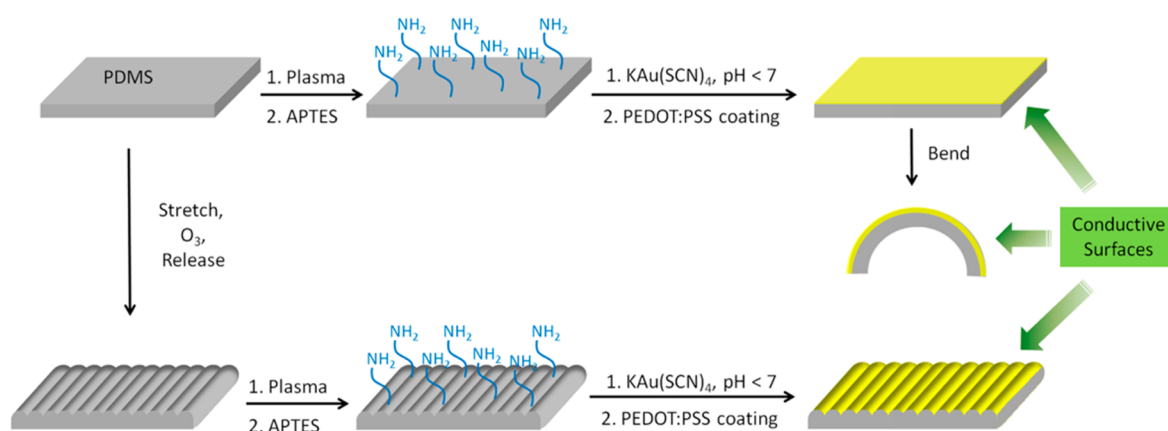 PDMS
1. Plasma
2. APTES
NH₂
NH₂
NH₂
NH₂
NH₂
NH₂
NH₂
1. KAu(SCN)₄, pH < 7
2. PEDOT:PSS coating
Bend
Stretch,
O₃,
Release
Conductive
Surfaces
1. Plasma
2. APTES
NH₂
NH₂
NH₂
NH₂
NH₂
NH₂
NH₂
1. KAu(SCN)₄, pH < 7
2. PEDOT:PSS coating